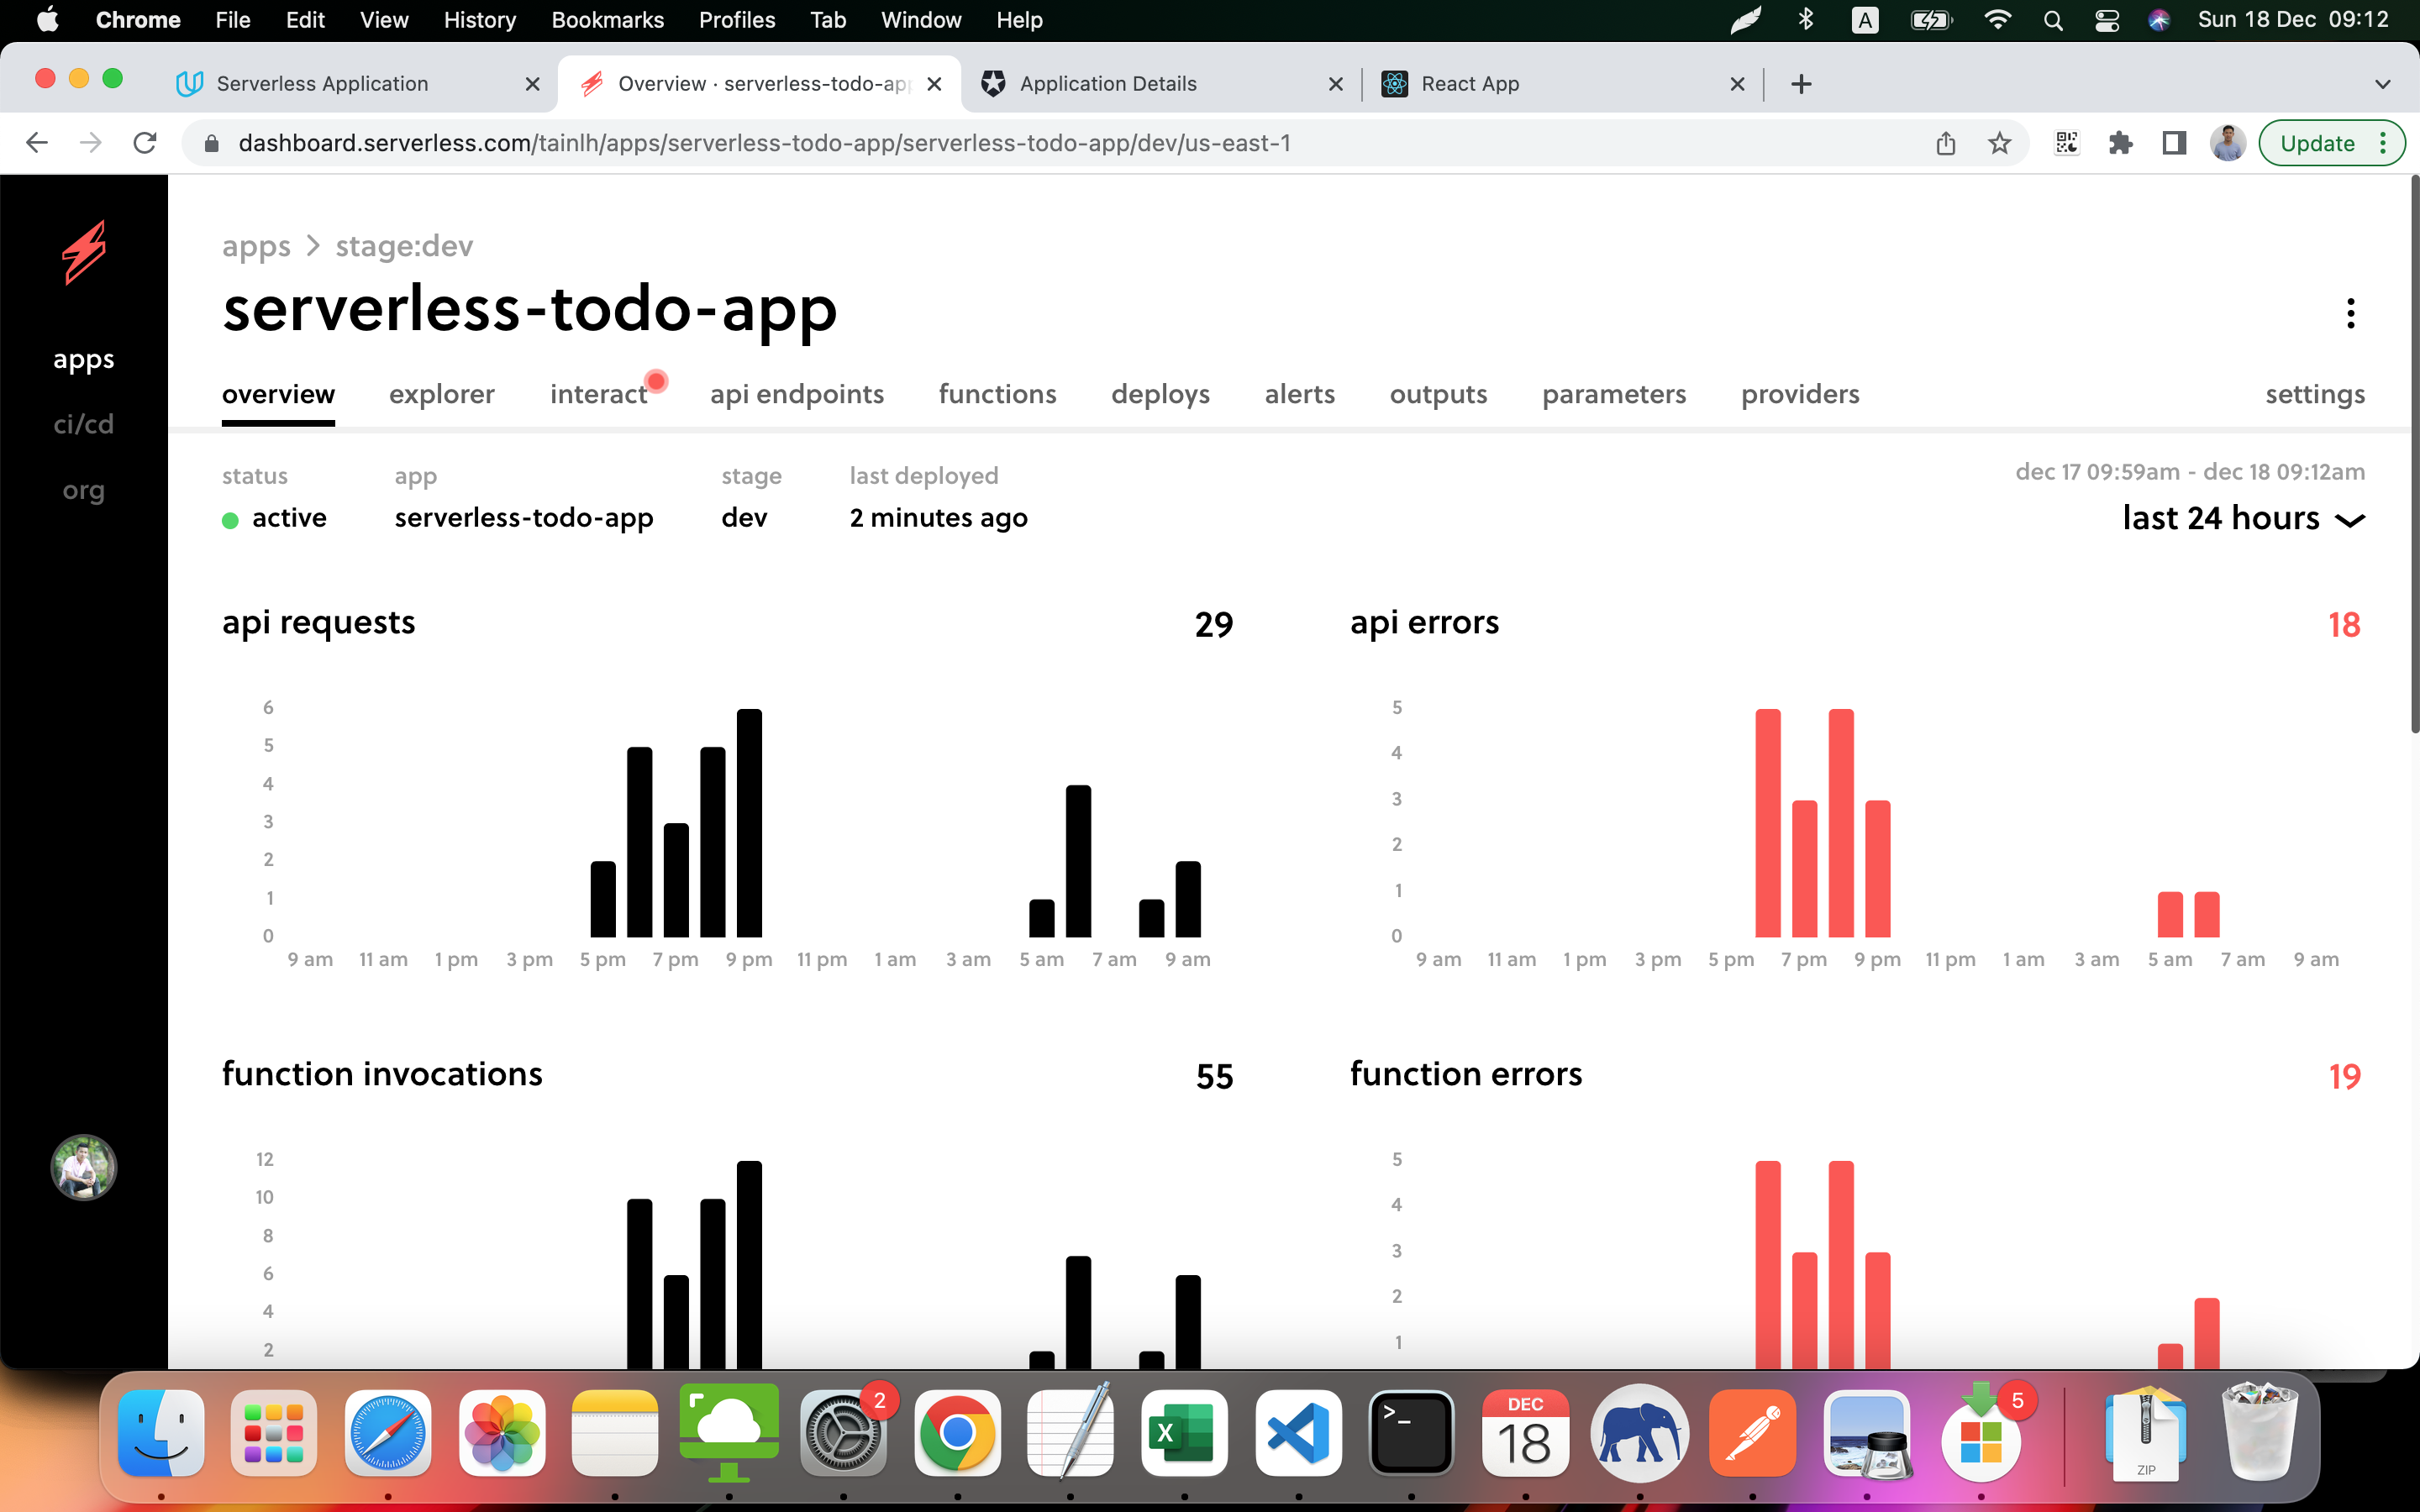 Chrome File Edit View History Bookmarks Profiles Tab Window Help A Sun 18 Dec 09:12
Serverless Application Overview · serverless-todo-app Application Details React App
dashboard.serverless.com/tainlh/apps/serverless-todo-app/serverless-todo-app/dev/us-east-1 Update
apps > stage:dev
serverless-todo-app
apps
ci/cd
org
overview explorer interact api endpoints functions deploys alerts outputs parameters providers settings
status app stage last deployed dec 17 09:59am - dec 18 09:12am
active serverless-todo-app dev 2 minutes ago last 24 hours
api requests 29
6
5
4
3
2
1
0
9 am 11 am 1 pm 3 pm 5 pm 7 pm 9 pm 11 pm 1 am 3 am 5 am 7 am 9 am
api errors 18
5
4
3
2
1
0
9 am 11 am 1 pm 3 pm 5 pm 7 pm 9 pm 11 pm 1 am 3 am 5 am 7 am 9 am
function invocations 55
12
10
8
6
4
2
function errors 19
5
4
3
2
1
2 X >_ DEC 18 5 ZIP